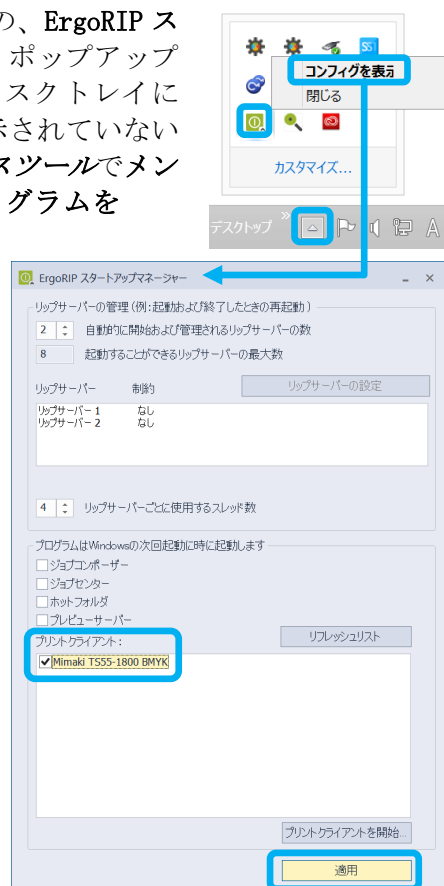 の、ErgoRIP ス
ポップアップ
スクトレイに
示されていない
スツールでメン
グラムを
コンフィグを表示
閉じる
カスタマイズ...
デスクトップ
A
ErgoRIP スタートアップマネージャー
リップサーバーの管理 (例:起動および終了したときの再起動)
2 自動的に開始および管理されるリップサーバーの数
8 起動することができるリップサーバーの最大数
リップサーバー 制約 リップサーバーの設定
リップサーバー 1 なし
リップサーバー 2 なし
4 リップサーバーごとに使用するスレッド数
プログラムはWindowsの次回起動に時に起動します
ジョブコンポーザー
ジョブセンター
ホットフォルダ
プレビューサーバー
プリントクライアント: リフレッシュリスト
Mimaki TS55-1800 BMYK
プリントクライアントを開始...
適用